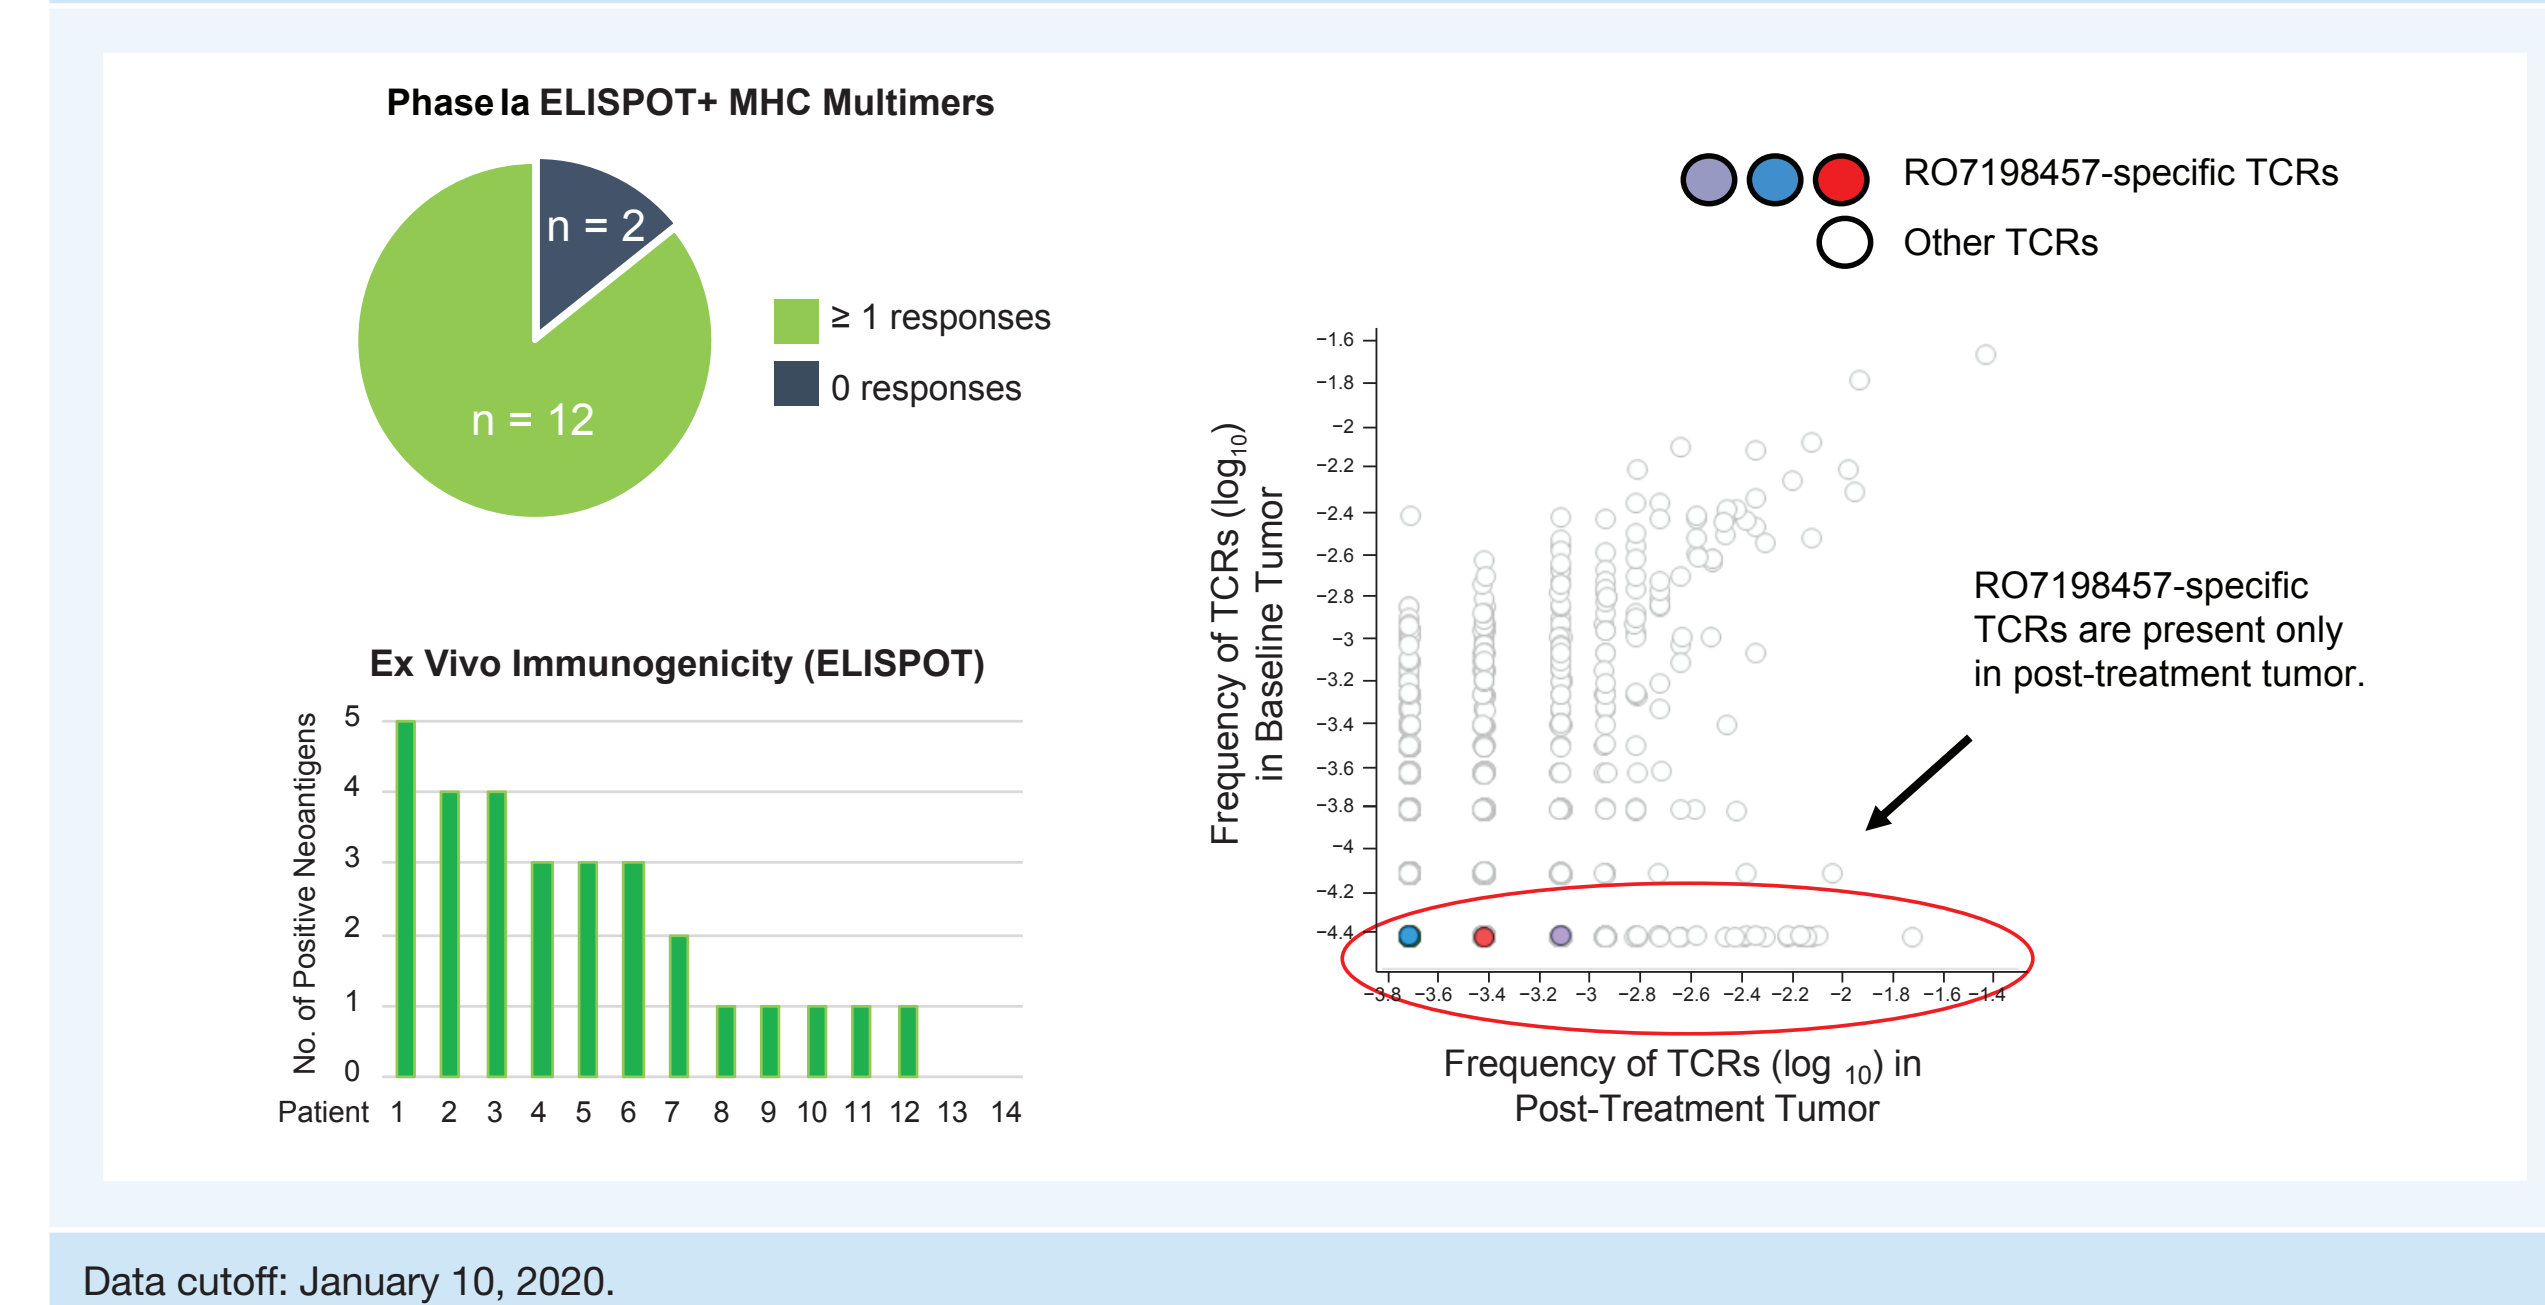 Phase Ia ELISPOT+ MHC Multimers
n = 2
n = 12
≥ 1 responses
0 responses
Ex Vivo Immunogenicity (ELISPOT)
No. of Positive Neoantigens
5
4
3
2
1
0
Patient 1 2 3 4 5 6 7 8 9 10 11 12 13 14
RO7198457-specific TCRs
Other TCRs
Frequency of TCRs (log10)
in Baseline Tumor
−1.6
−1.8
−2
−2.2
−2.4
−2.6
−2.8
−3
−3.2
−3.4
−3.6
−3.8
−4
−4.2
−4.4
−3.8 −3.6 −3.4 −3.2 −3 −2.8 −2.6 −2.4 −2.2 −2 −1.8 −1.6 −1.4
Frequency of TCRs (log 10) in
Post-Treatment Tumor
RO7198457-specific
TCRs are present only
in post-treatment tumor.
Data cutoff: January 10, 2020.